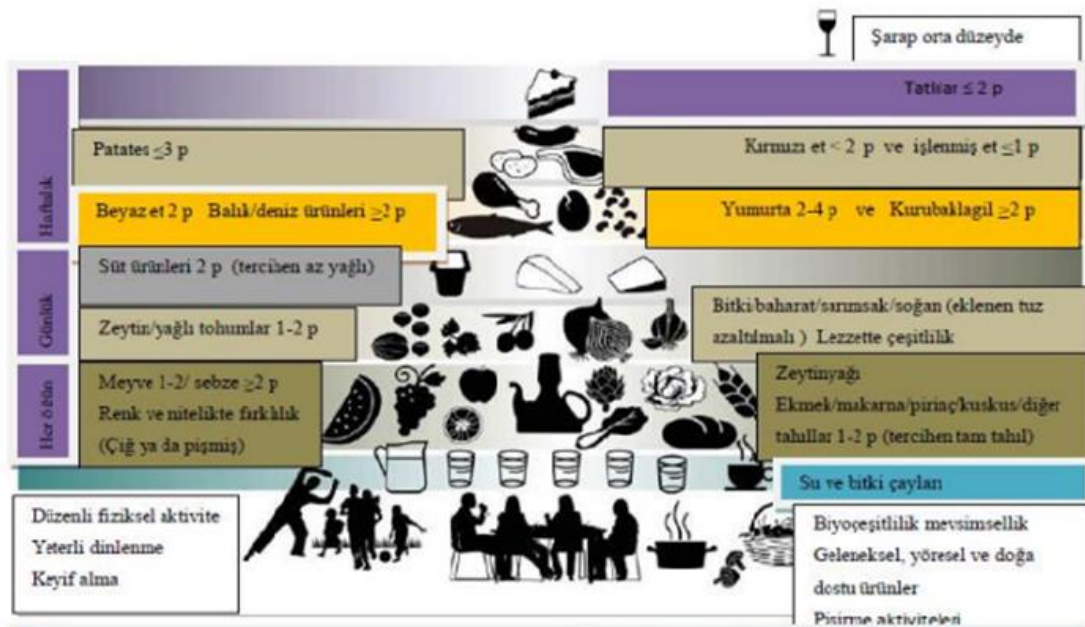 Şarap orta düzeyde
Tatlılar ≤ 2 p
Haftalık
Patates ≤3 p
Kırmızı et < 2 p ve işlenmiş et ≤1 p
Beyaz et 2 p Balık/deniz ürünleri ≥2 p
Yumurta 2-4 p ve Kurubaklagil ≥2 p
Günlük
Süt ürünleri 2 p (tercihen az yağlı)
Zeytin/yağlı tohumlar 1-2 p
Bitki/baharat/sarımsak/soğan (eklenen tuz
azaltılmalı ) Lezzette çeşitlilik
Her öğün
Meyve 1-2/ sebze ≥2 p
Renk ve nitelikte farklılık
(Çiğ ya da pişmiş)
Zeytinyağı
Ekmek/makarna/pirinç/kuskus/diğer
tahıllar 1-2 p (tercihen tam tahıl)
Su ve bitki çayları
Düzenli fiziksel aktivite
Yeterli dinlenme
Keyif alma
Biyoçeşitlilik mevsimsellik
Geleneksel, yöresel ve doğa
dostu ürünler
Pişirme aktiviteleri